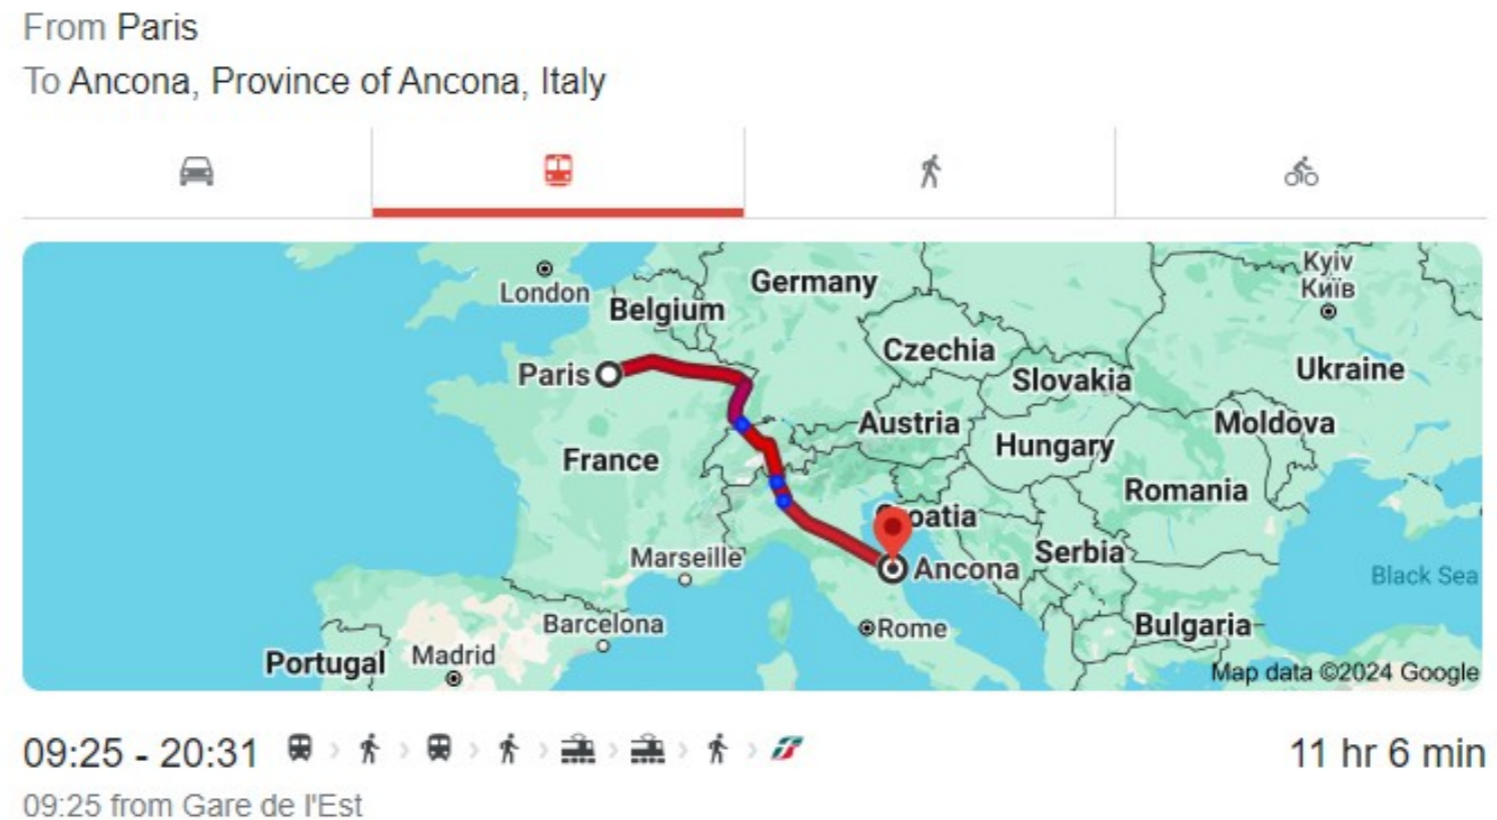 From Paris
To Ancona, Province of Ancona, Italy
Kyiv
Київ
London
Germany
Belgium
Czechia
Paris
Slovakia
Ukraine
Austria
Moldova
France
Hungary
Romania
Croatia
Marseille
Serbia
Ancona
Black Sea
Barcelona
Rome
Bulgaria
Portugal
Madrid
Map data ©2024 Google
09:25 - 20:31
11 hr 6 min
09:25 from Gare de l'Est